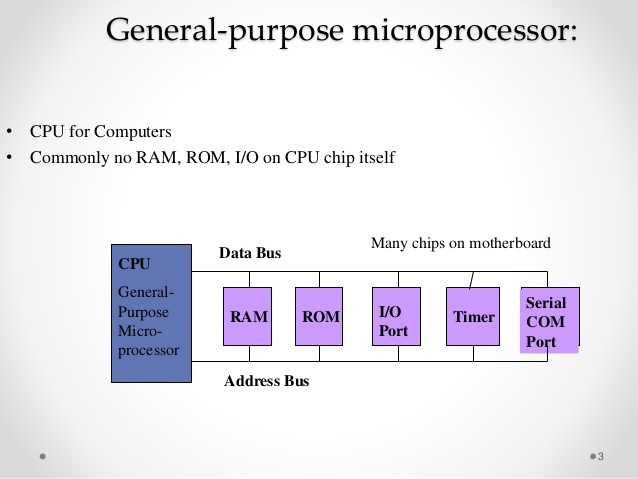 General-purpose microprocessor:
• CPU for Computers
• Commonly no RAM, ROM, I/O on CPU chip itself
Many chips on motherboard
Data Bus
CPU
General-
Purpose
Micro-
processor
RAM
ROM
I/O
Port
Timer
Serial
COM
Port
Address Bus
3